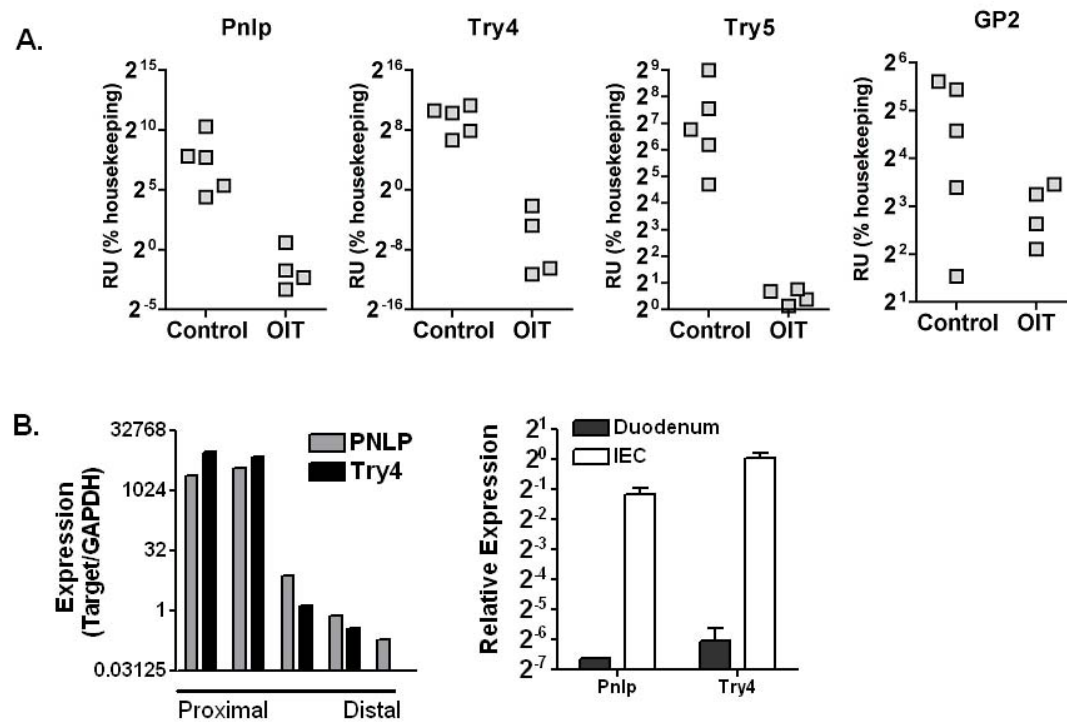 A.
Pnlp
RU (% housekeeping)
2^15
2^10
2^5
2^0
2^-5
Control OIT
Try4
RU (% housekeeping)
2^16
2^8
2^0
2^-8
2^-16
Control OIT
Try5
RU (% housekeeping)
2^9
2^8
2^7
2^6
2^5
2^4
2^3
2^2
2^1
2^0
Control OIT
GP2
RU (% housekeeping)
2^6
2^5
2^4
2^3
2^2
2^1
Control OIT
B.
Expression
(Target/GAPDH)
32768
1024
32
1
0.03125
PNLP
Try4
Proximal Distal
Relative Expression
2^1
2^0
2^-1
2^-2
2^-3
2^-4
2^-5
2^-6
2^-7
Duodenum
IEC
Pnlp Try4